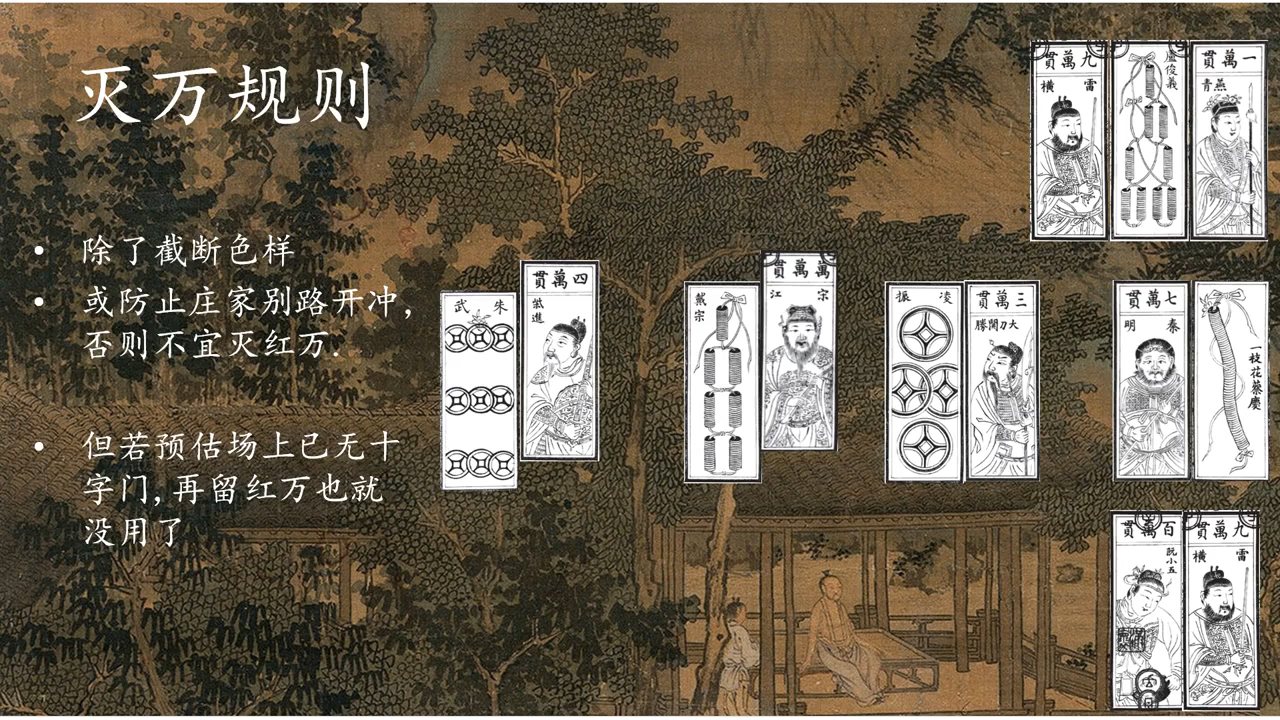 灭万规则
• 除了截断色样
• 或防止庄家别路开冲,
否则不宜灭红万.
• 但若预估场上已无十
字门,再留红万也就
没用了
貫萬九
橫 雷
盧俊義
貫萬一
青燕
武 朱
貫萬四
柴進
戴宗
貫萬萬
江 宋
振 凌
貫萬三
勝關刀大
貫萬七
明 秦
一枝花蔡慶
貫萬百
阮小五
貫萬九
橫 雷